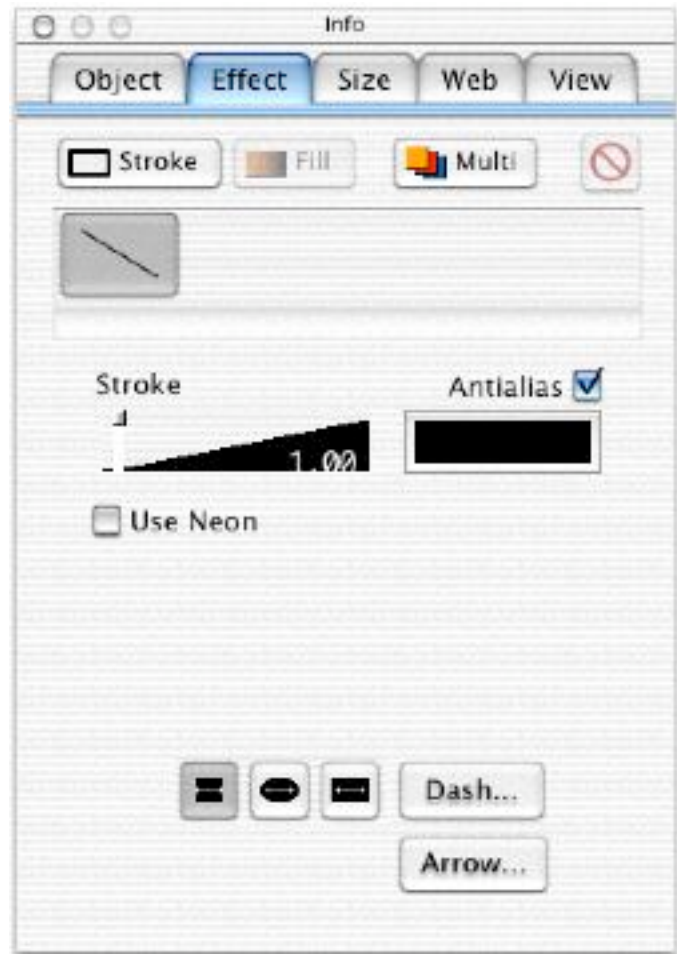 Info
Object Effect Size Web View
Stroke Fill Multi
Stroke Antialias
1.00
Use Neon
Dash...
Arrow...